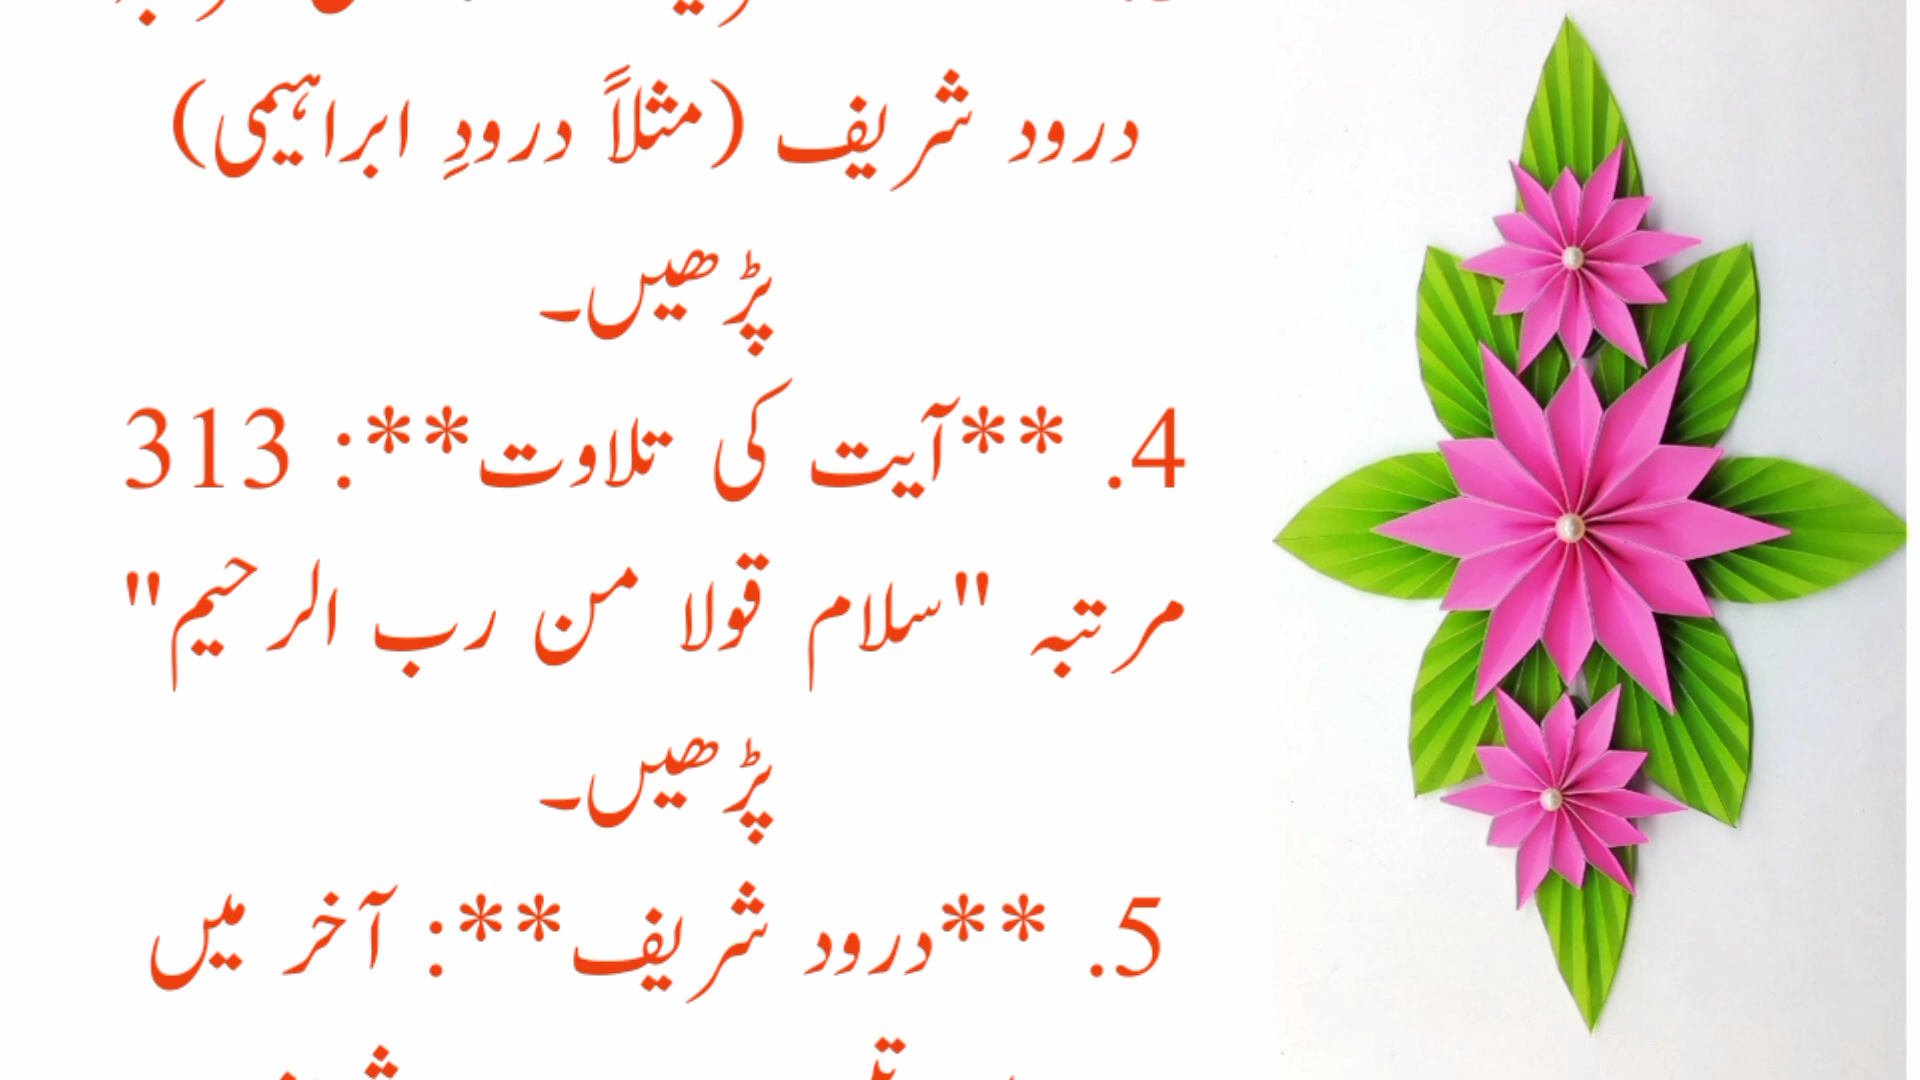 درود شریف (مثلاً درودِ ابراہیمی)
پڑھیں۔
4. **آیت کی تلاوت**: 313
مرتبہ "سلام قولا من رب الرحیم"
پڑھیں۔
5. **درود شریف**: آخر میں